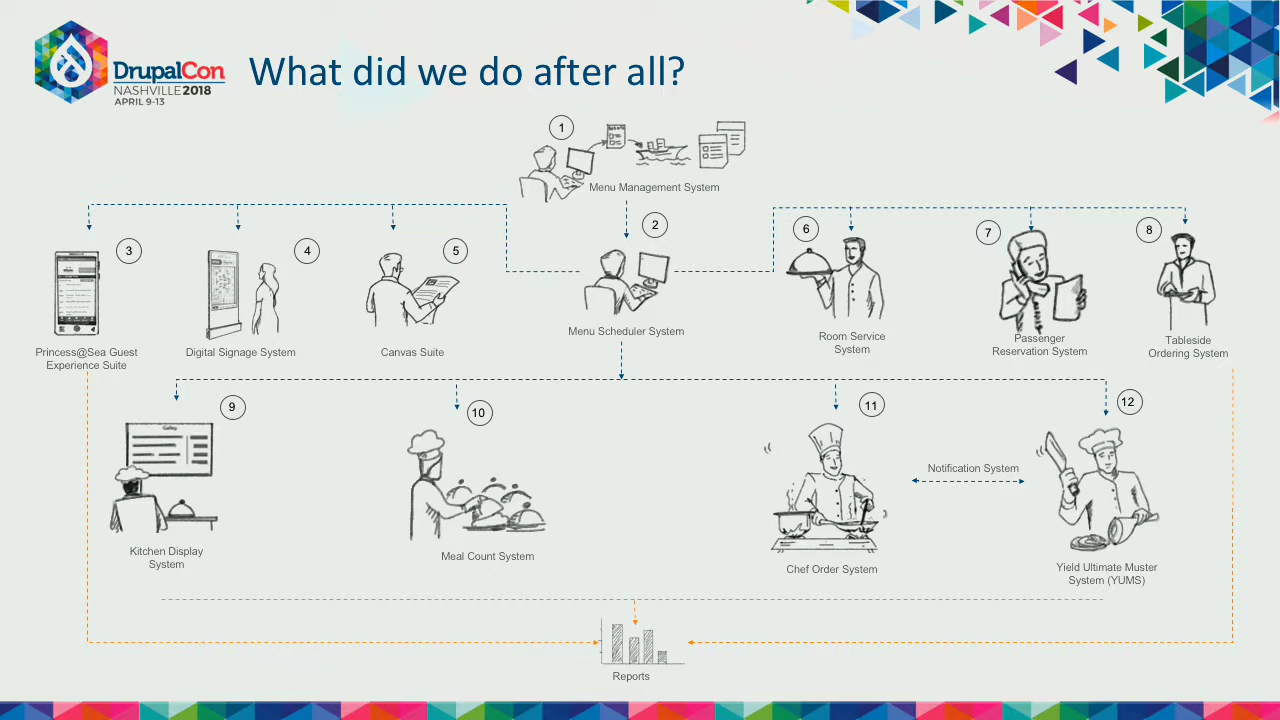 DrupalCon
NASHVILLE 2018
APRIL 9-13
What did we do after all?
1
Menu Management System
2
Menu Scheduler System
3
Princess@Sea Guest
Experience Suite
4
Digital Signage System
5
Canvas Suite
6
Room Service
System
7
Passenger
Reservation System
8
Tableside
Ordering System
9
Galley
Kitchen Display
System
10
Meal Count System
11
Chef Order System
Notification System
12
Yield Ultimate Muster
System (YUMS)
Reports